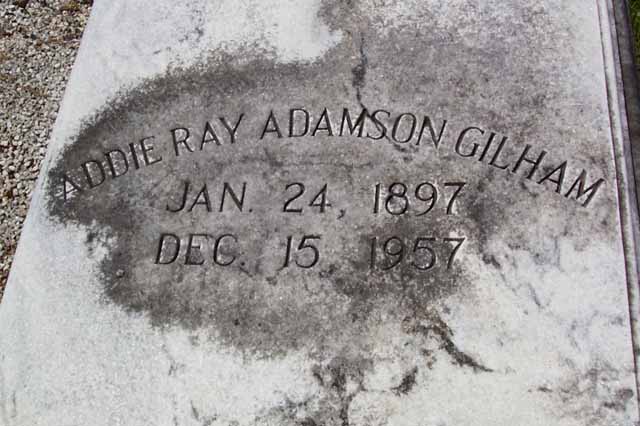 ADDIE RAY ADAMSON GILHAM
JAN. 24, 1897
DEC. 15 1957